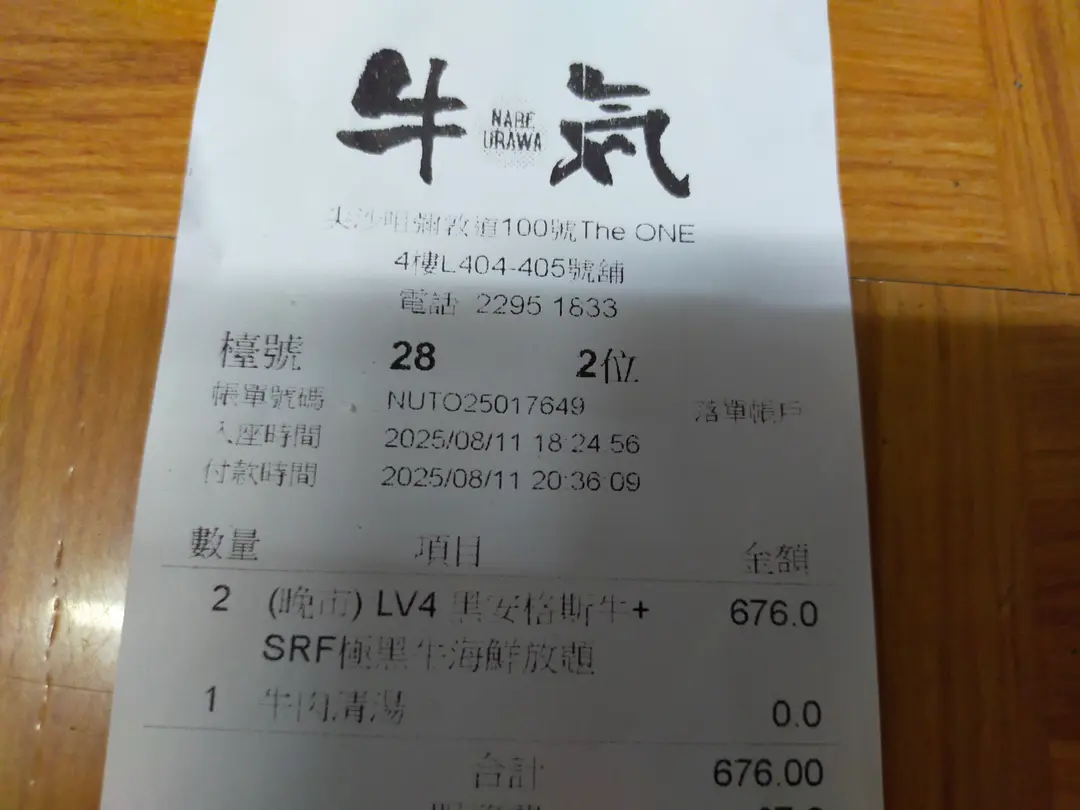 牛氣
NABE
URAWA
尖沙咀彌敦道100號The ONE
4樓L404-405號舖
電話 2295 1833
檯號 28 2位
帳單號碼 NUTO25017649 落單帳戶
入座時間 2025/08/11 18:24:56
付款時間 2025/08/11 20:36:09
數量 項目 金額
2 (晚市) LV4 黑安格斯牛+ 676.0
SRF極黑牛海鮮放題
1 牛肉清湯 0.0
合計 676.00